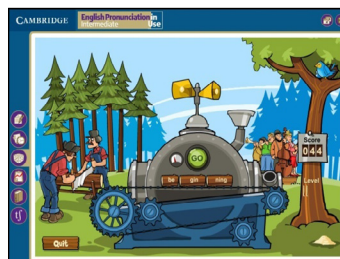 CAMBRIDGE
English Pronunciation in Use
Intermediate
GO
be gin ning
Score
044
Level
Quit